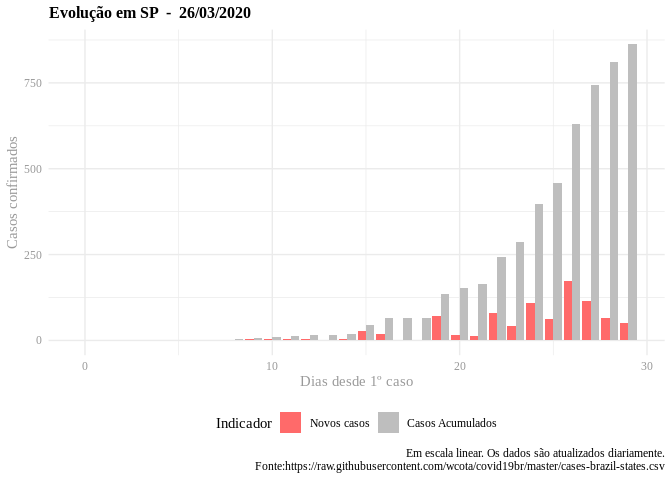 Evolução em SP - 26/03/2020
Casos confirmados
750
500
250
0
0 10 20 30
Dias desde 1º caso
Indicador Novos casos Casos Acumulados
Em escala linear. Os dados são atualizados diariamente.
Fonte:https://raw.githubusercontent.com/wcota/covid19br/master/cases-brazil-states.csv